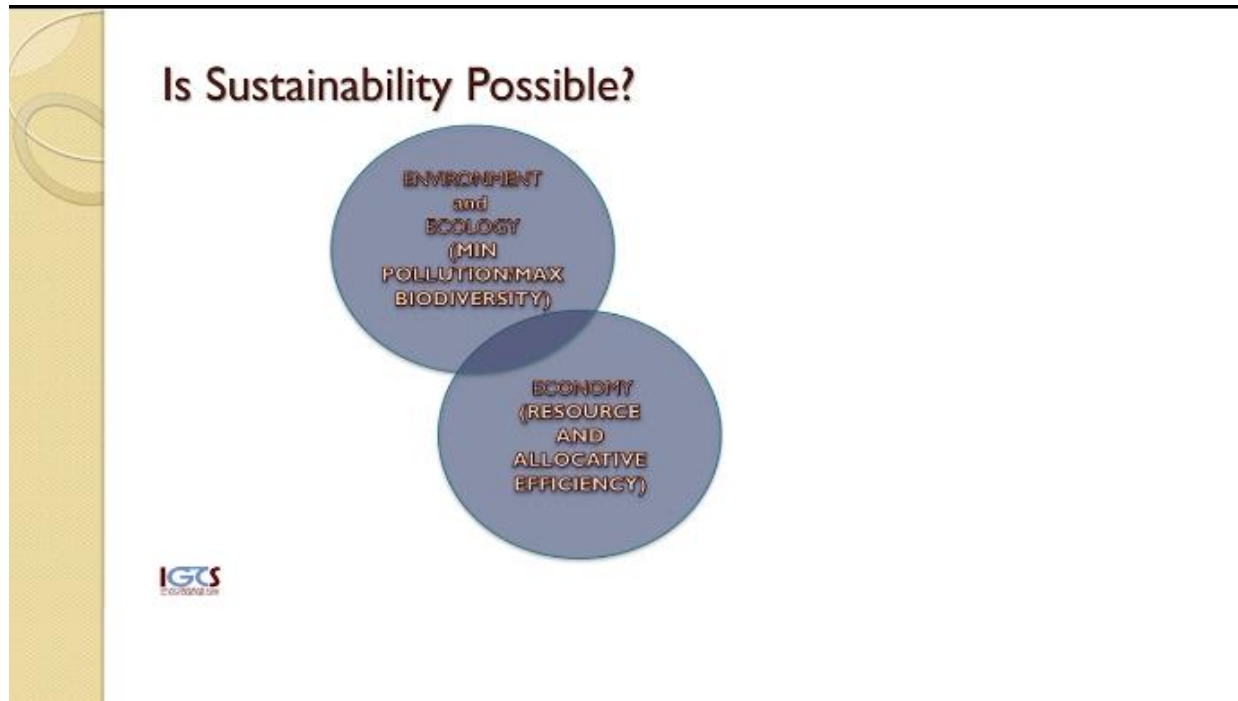 Is Sustainability Possible?
ENVIRONMENT
and
ECOLOGY
(MIN
POLLUTION/MAX
BIODIVERSITY)
ECONOMY
(RESOURCE
AND
ALLOCATIVE
EFFICIENCY)
IGCS